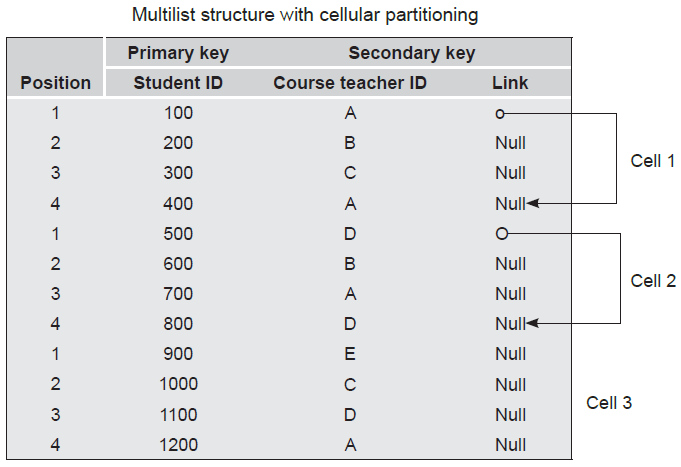 Multilist structure with cellular partitioning
Primary key Secondary key
Position Student ID Course teacher ID Link
1 100 A
2 200 B Null
3 300 C Null
4 400 A Null
1 500 D
2 600 B Null
3 700 A Null
4 800 D Null
1 900 E Null
2 1000 C Null
3 1100 D Null
4 1200 A Null
Cell 1
Cell 2
Cell 3